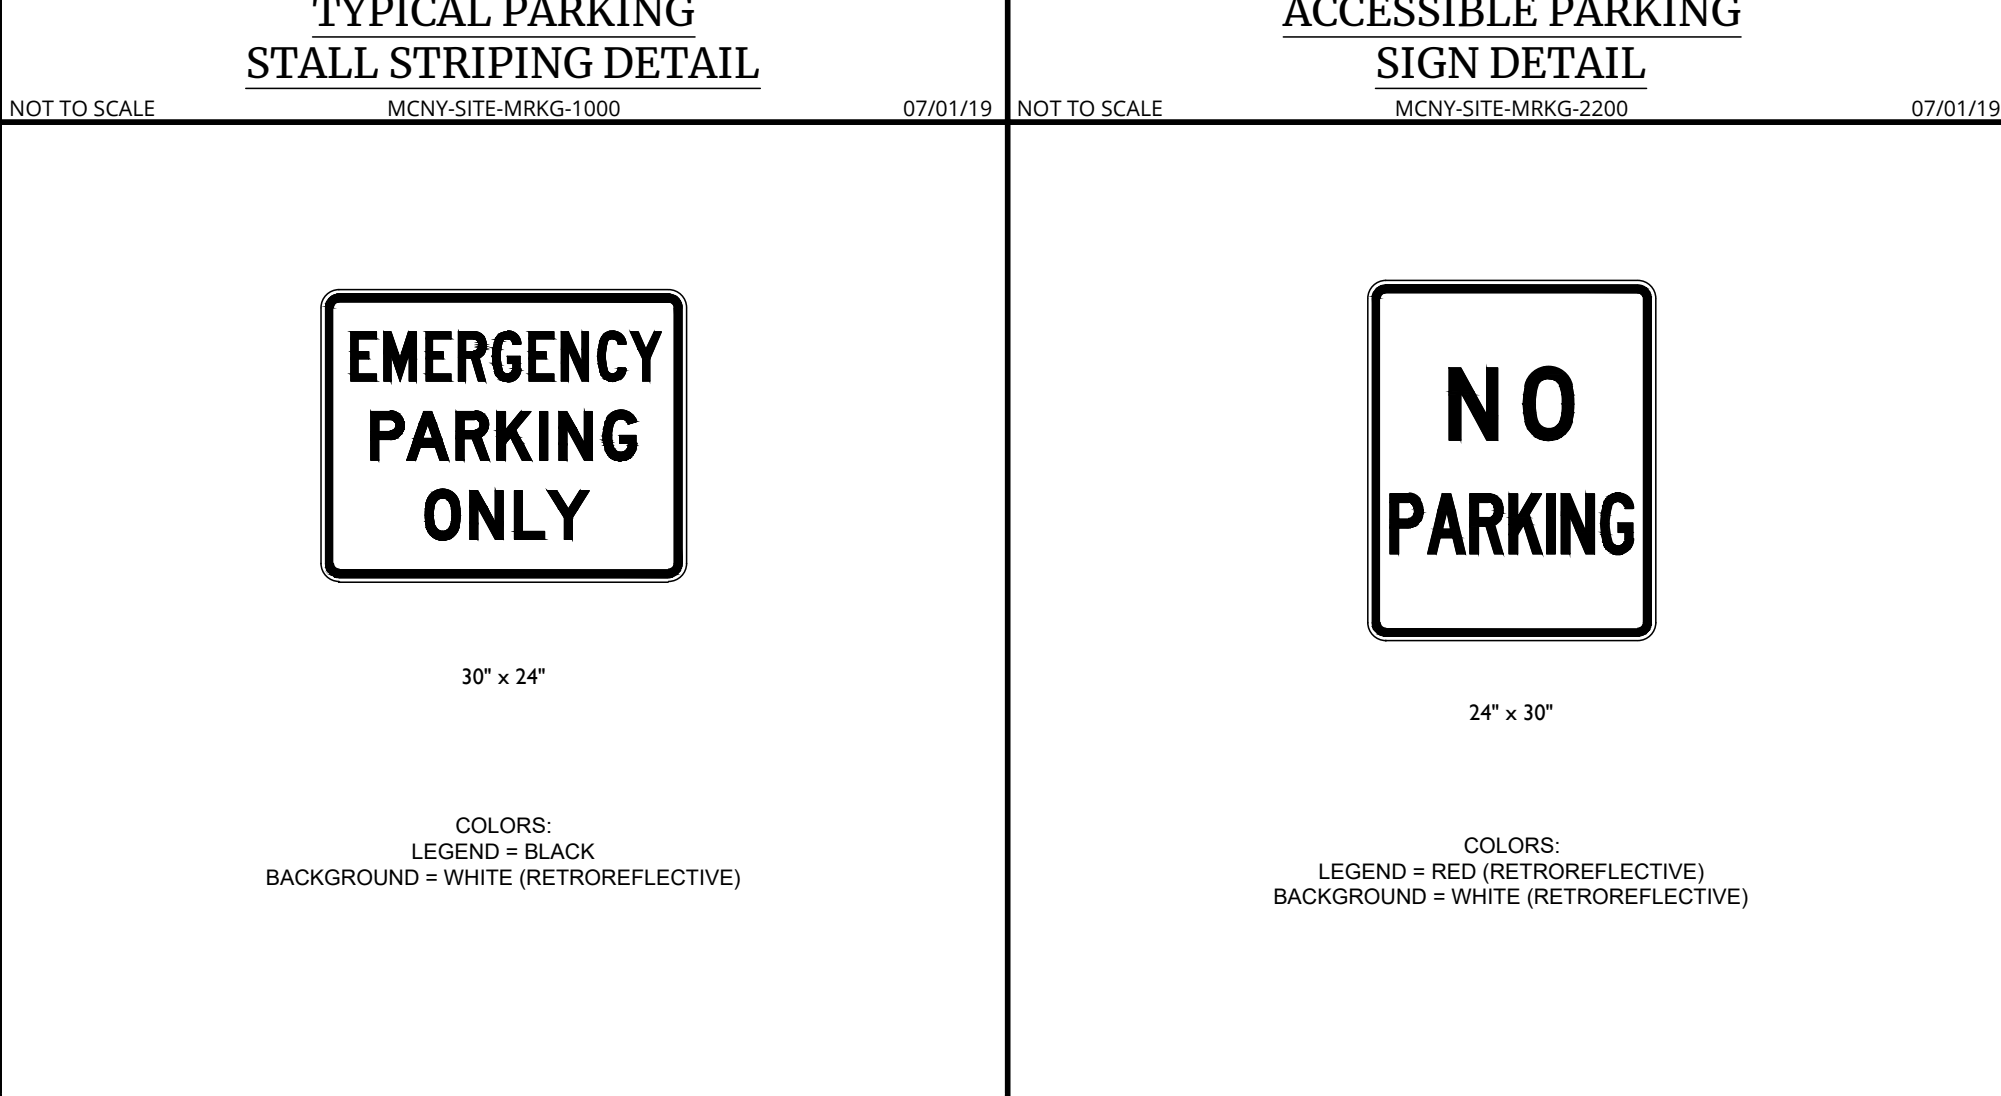 TYPICAL PARKING
STALL STRIPING DETAIL
NOT TO SCALE MCNY-SITE-MRKG-1000 07/01/19
ACCESSIBLE PARKING
SIGN DETAIL
NOT TO SCALE MCNY-SITE-MRKG-2200 07/01/19
EMERGENCY
PARKING
ONLY
30" x 24"
COLORS:
LEGEND = BLACK
BACKGROUND = WHITE (RETROREFLECTIVE)
NO
PARKING
24" x 30"
COLORS:
LEGEND = RED (RETROREFLECTIVE)
BACKGROUND = WHITE (RETROREFLECTIVE)